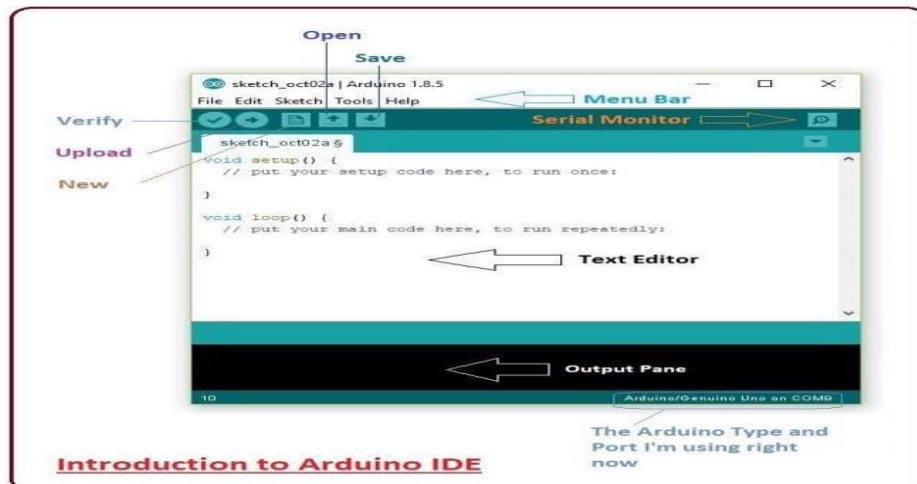 Open
Save
sketch_oct02a | Arduino 1.8.5
File Edit Sketch Tools Help
Menu Bar
Verify
Serial Monitor
Upload
sketch_oct02a §
New
void setup() {
// put your setup code here, to run once:
}
void loop() {
// put your main code here, to run repeatedly:
}
Text Editor
Output Pane
10
Arduino/Genuino Uno on COM9
The Arduino Type and
Port I'm using right
now
Introduction to Arduino IDE